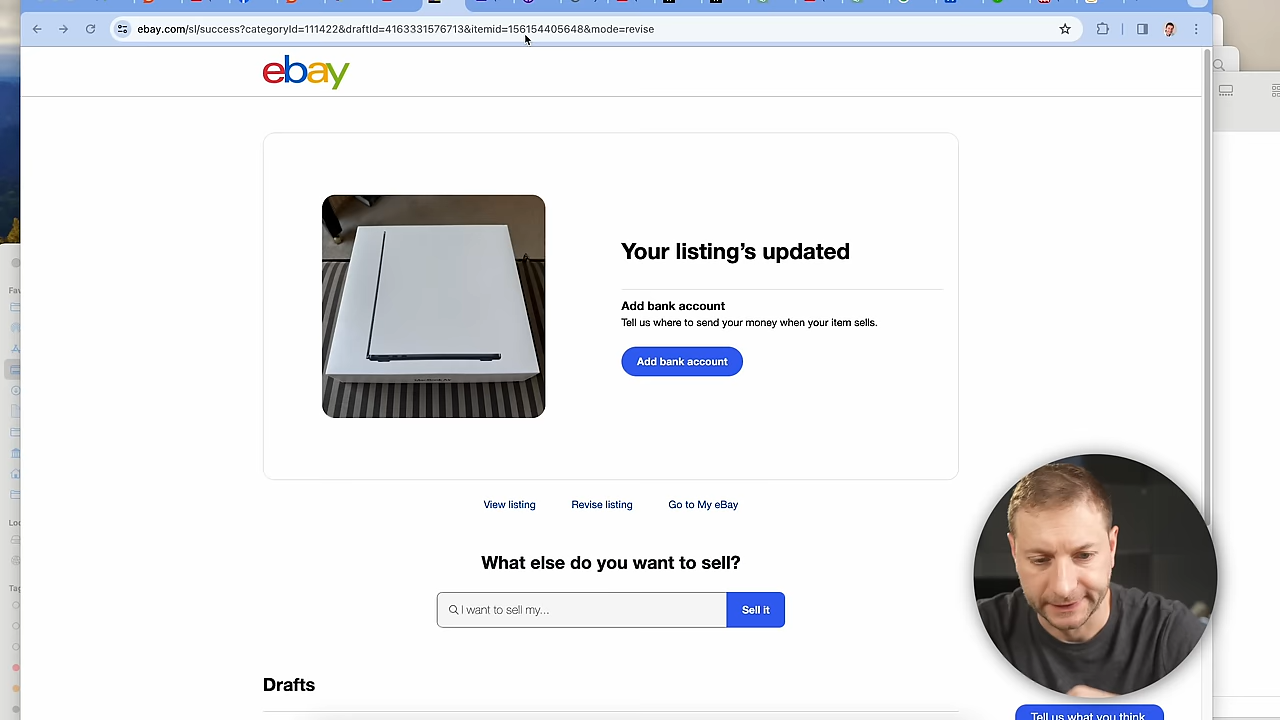 ebay.com/sl/success?categoryId=111422&draftId=4163331576713&itemid=156154405648&mode=revise
ebay
Your listing's updated
Add bank account
Tell us where to send your money when your item sells.
Add bank account
View listing
Revise listing
Go to My eBay
What else do you want to sell?
I want to sell my...
Sell it
Drafts
Tell us what you think
Fav
Loc
Tag